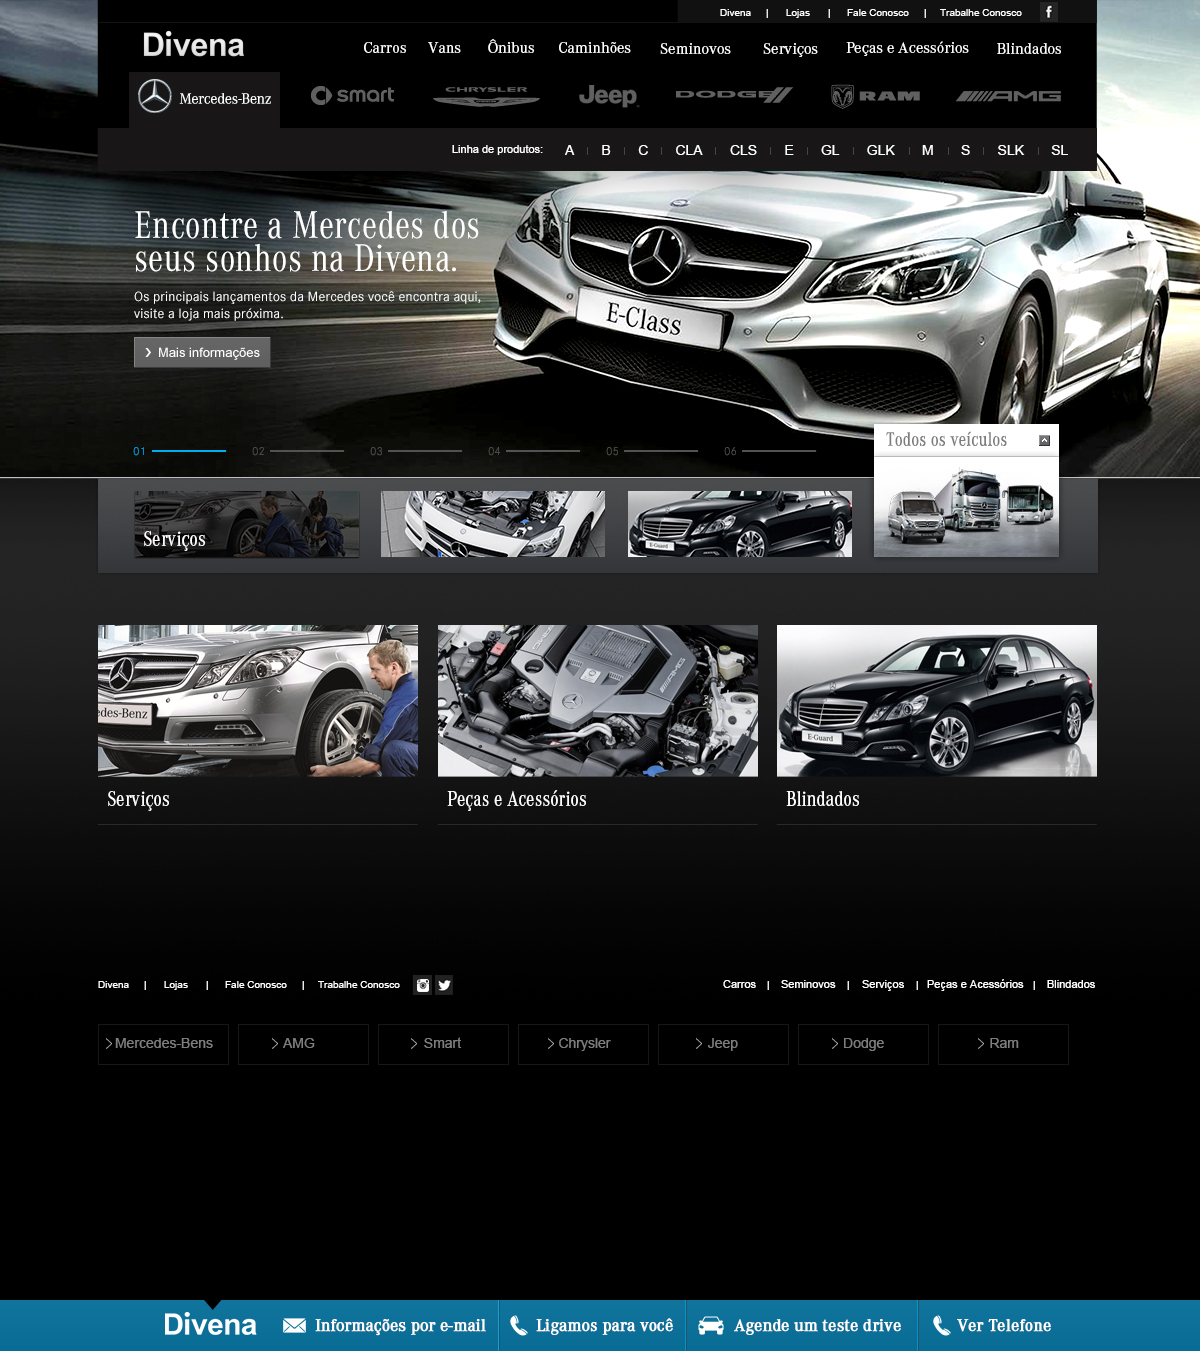 Divena | Lojas | Fale Conosco | Trabalhe Conosco
Divena
Carros Vans Ônibus Caminhões Seminovos Serviços Peças e Acessórios Blindados
Mercedes-Benz smart CHRYSLER Jeep DODGE RAM AMG
Linha de produtos: A B C CLA CLS E GL GLK M S SLK SL
Encontre a Mercedes dos
seus sonhos na Divena.
Os principais lançamentos da Mercedes você encontra aqui,
visite a loja mais próxima.
Mais informações
E-Class
01 02 03 04 05 06
Todos os veículos
Serviços
E-Guard
edes-Benz
AMG
E-Guard
Serviços
Peças e Acessórios
Blindados
Divena | Lojas | Fale Conosco | Trabalhe Conosco
Carros | Seminovos | Serviços | Peças e Acessórios | Blindados
Mercedes-Bens
AMG
Smart
Chrysler
Jeep
Dodge
Ram
Divena
Informações por e-mail
Ligamos para você
Agende um teste drive
Ver Telefone